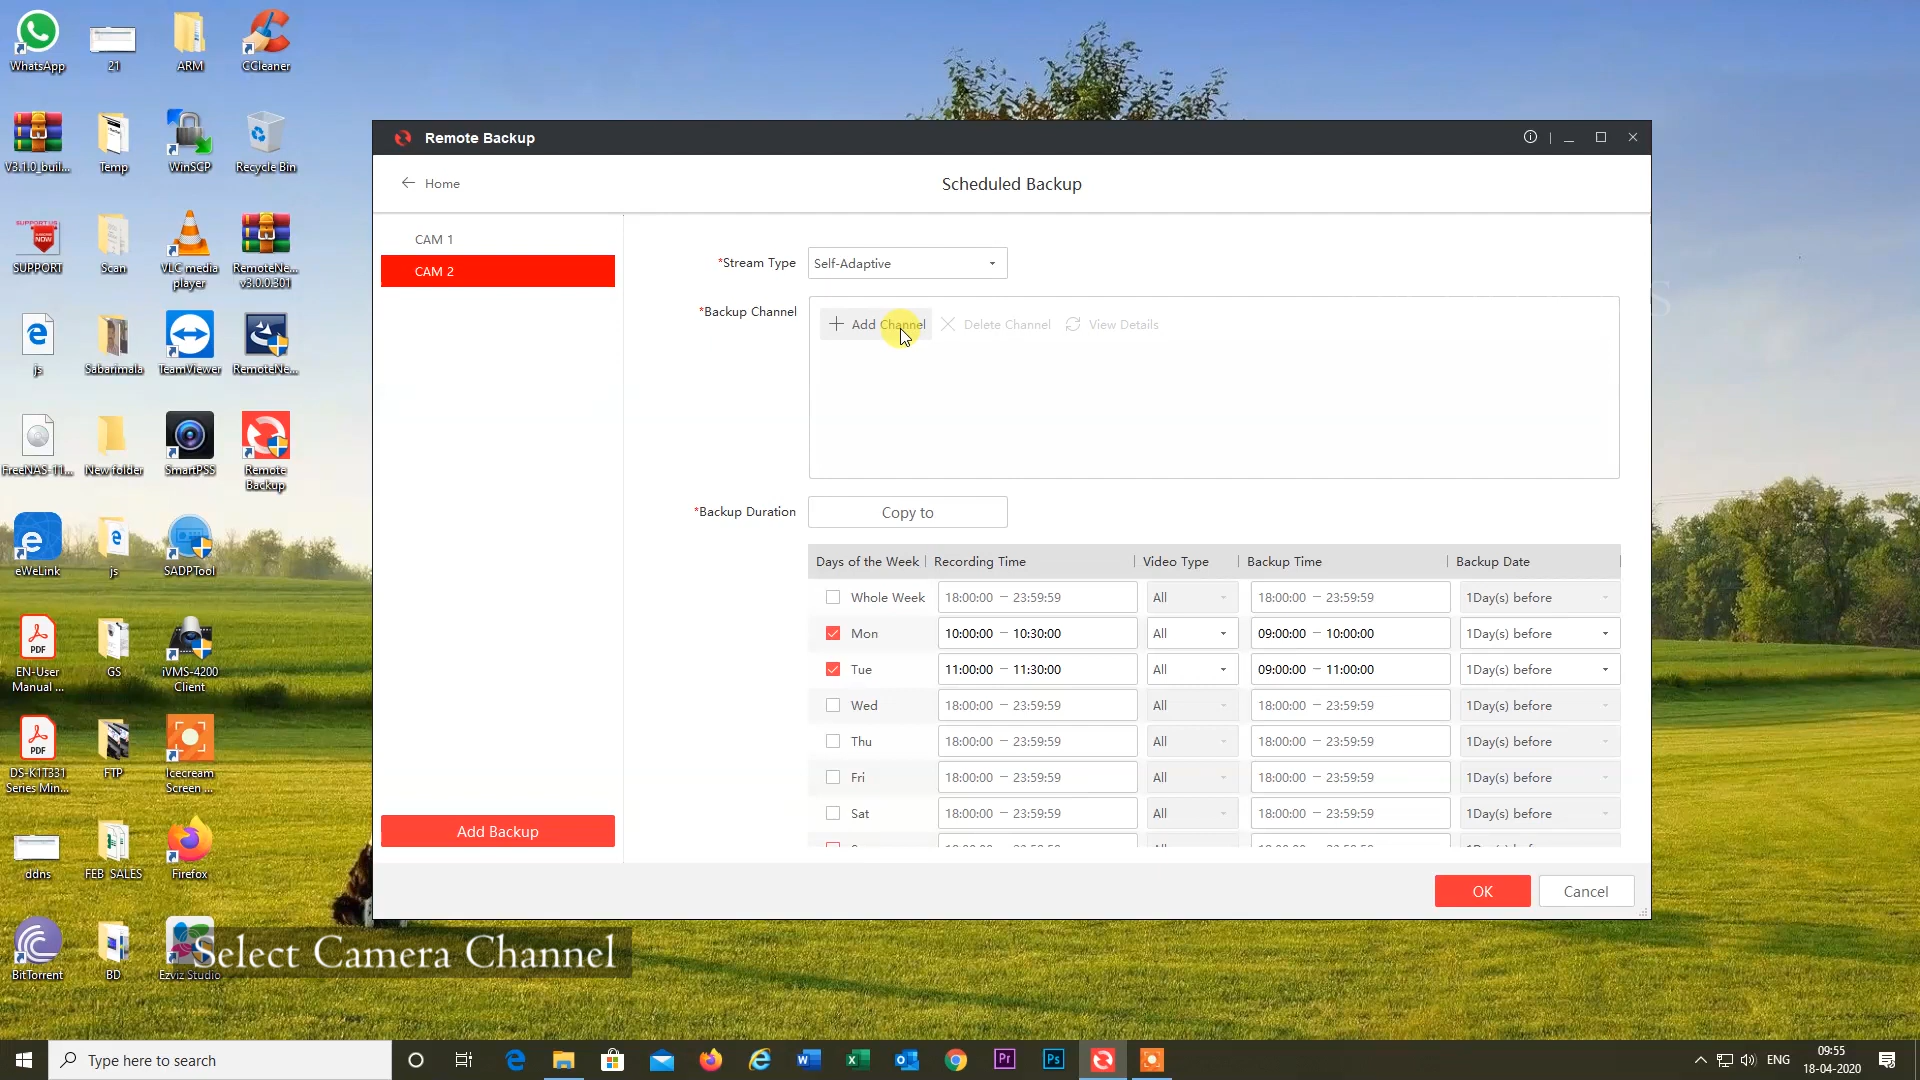 WhatsApp
21
ARM
CCleaner
V3.1.0_buil...
Temp
WinSCP
Recycle Bin
SUPPORT US
NOW
SUPPORT
Scan
VLC media
player
RemoteNe...
v3.0.0.301
js
Sabarimala
TeamViewer
RemoteNe...
FreeNAS-11...
New folder
SmartPSS
Remote
Backup
eWeLink
js
SADPTool
PDF
EN-User
Manual ...
GS
iVMS-4200
Client
PDF
DS-K1T331
Series Min...
FTP
Icecream
Screen ...
ddns
FEB_SALES
Firefox
BitTorrent
BD
Ezviz Studio
Remote Backup
Home
Scheduled Backup
CAM 1
CAM 2
Add Backup
*Stream Type
Self-Adaptive
*Backup Channel
Add Channel
Delete Channel
View Details
*Backup Duration
Copy to
Days of the Week Recording Time Video Type Backup Time Backup Date
Whole Week 18:00:00 – 23:59:59 All 18:00:00 – 23:59:59 1Day(s) before
Mon 10:00:00 – 10:30:00 All 09:00:00 – 10:00:00 1Day(s) before
Tue 11:00:00 – 11:30:00 All 09:00:00 – 11:00:00 1Day(s) before
Wed 18:00:00 – 23:59:59 All 18:00:00 – 23:59:59 1Day(s) before
Thu 18:00:00 – 23:59:59 All 18:00:00 – 23:59:59 1Day(s) before
Fri 18:00:00 – 23:59:59 All 18:00:00 – 23:59:59 1Day(s) before
Sat 18:00:00 – 23:59:59 All 18:00:00 – 23:59:59 1Day(s) before
OK
Cancel
Select Camera Channel
Type here to search
Pr
Ps
ENG
09:55
18-04-2020